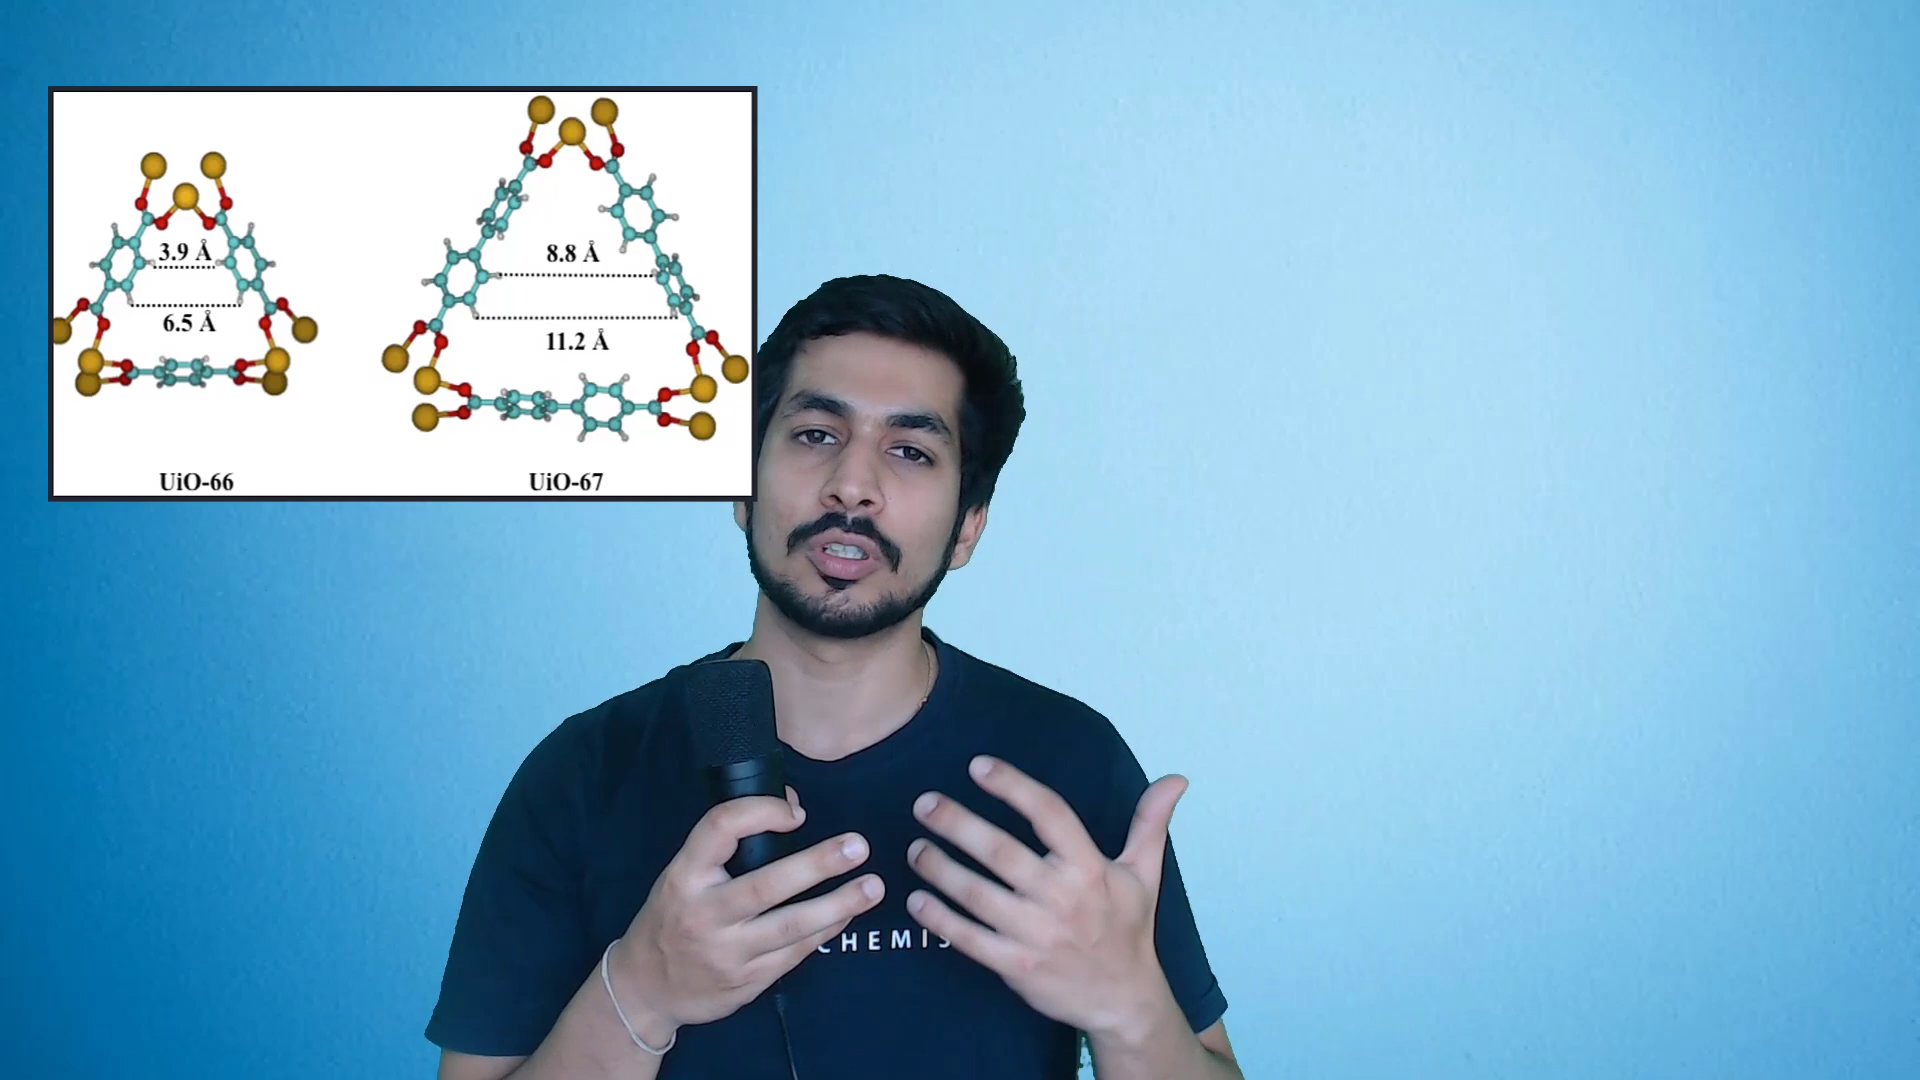 3.9 Å
6.5 Å
8.8 Å
11.2 Å
UiO-66
UiO-67
CHEMIS